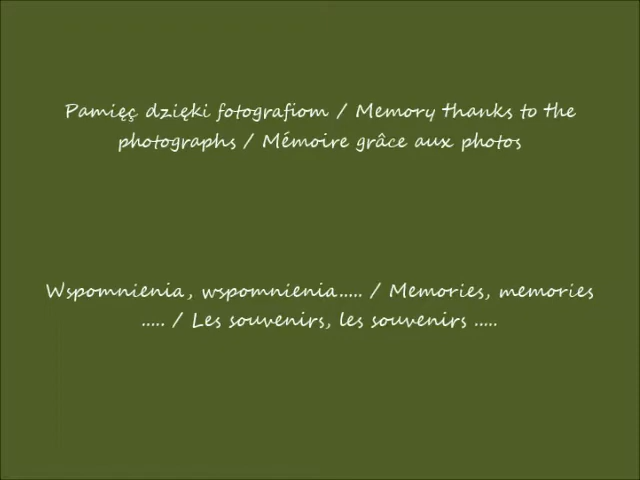 Pamięç dzięki fotografiom / Memory thanks to the
photographs / Mémoire grâce aux photos
Wspomnienia, wspomnienia..... / Memories, memories
..... / Les souvenirs, les souvenirs .....